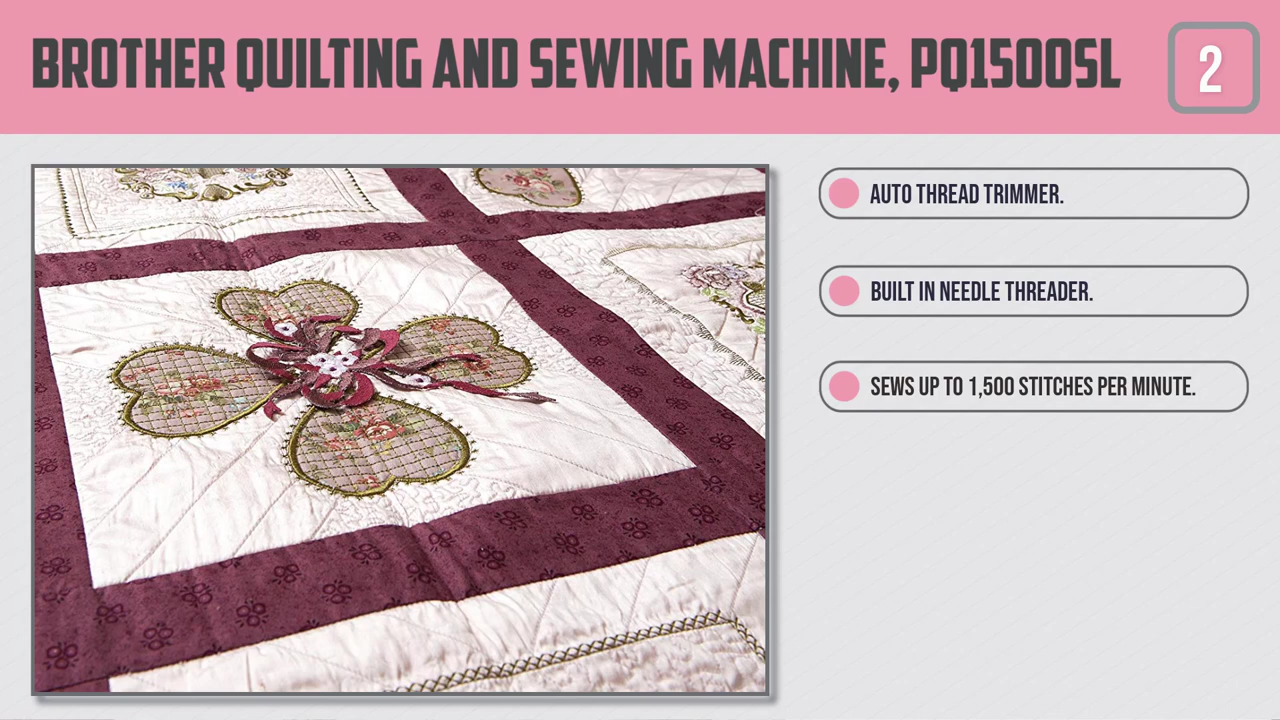 BROTHER QUILTING AND SEWING MACHINE, PQ1500SL
2
AUTO THREAD TRIMMER.
BUILT IN NEEDLE THREADER.
SEWS UP TO 1,500 STITCHES PER MINUTE.